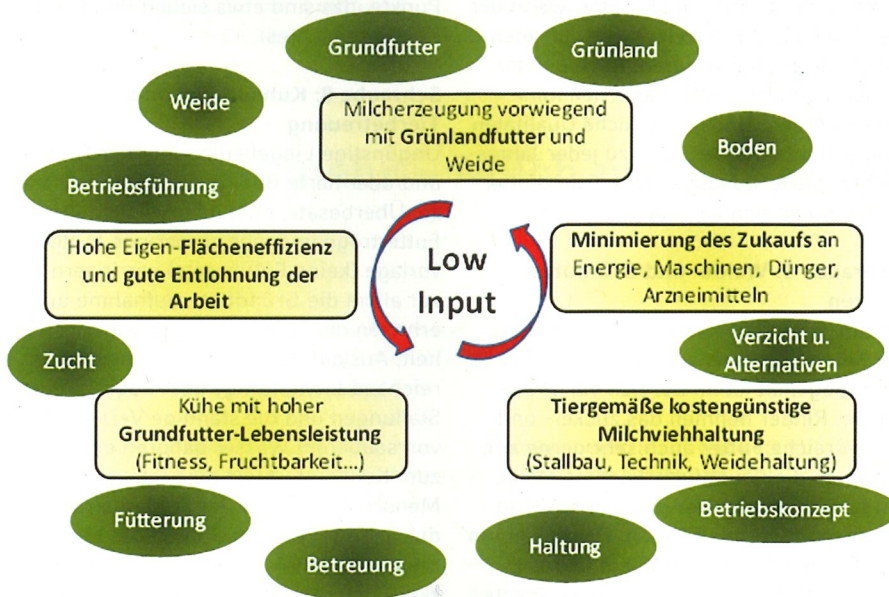 Grundfutter
Grünland
Weide
Milcherzeugung vorwiegend
mit Grünlandfutter und
Weide
Boden
Betriebsführung
Hohe Eigen-Flächeneffizienz
und gute Entlohnung der
Arbeit
Low
Input
Minimierung des Zukaufs an
Energie, Maschinen, Dünger,
Arzneimitteln
Zucht
Verzicht u.
Alternativen
Kühe mit hoher
Grundfutter-Lebensleistung
(Fitness, Fruchtbarkeit...)
Tiergemäße kostengünstige
Milchviehhaltung
(Stallbau, Technik, Weidehaltung)
Fütterung
Betreuung
Haltung
Betriebskonzept